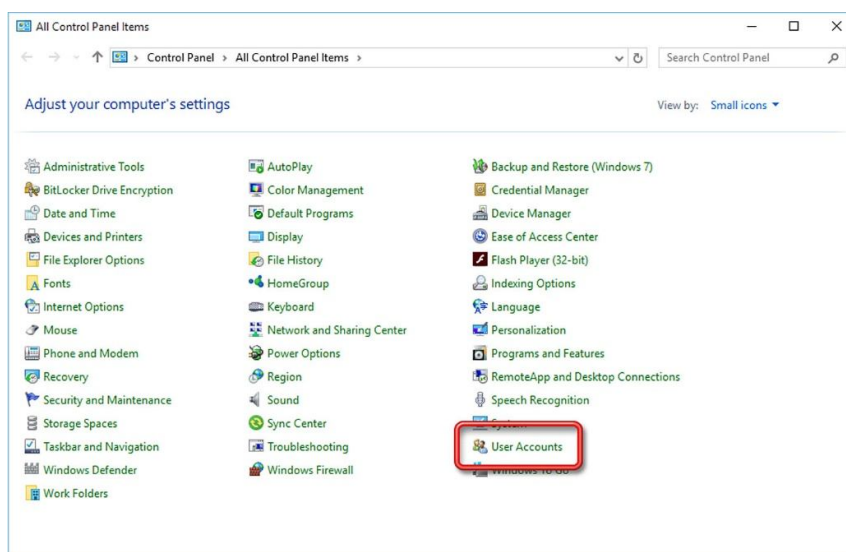 All Control Panel Items
Control Panel > All Control Panel Items >
Search Control Panel
Adjust your computer's settings
View by: Small icons
Administrative Tools
AutoPlay
Backup and Restore (Windows 7)
BitLocker Drive Encryption
Color Management
Credential Manager
Date and Time
Default Programs
Device Manager
Devices and Printers
Display
Ease of Access Center
File Explorer Options
File History
Flash Player (32-bit)
Fonts
HomeGroup
Indexing Options
Internet Options
Keyboard
Language
Mouse
Network and Sharing Center
Personalization
Phone and Modem
Power Options
Programs and Features
Recovery
Region
RemoteApp and Desktop Connections
Security and Maintenance
Sound
Speech Recognition
Storage Spaces
Sync Center
System
Taskbar and Navigation
Troubleshooting
User Accounts
Windows Defender
Windows Firewall
Windows To Go
Work Folders